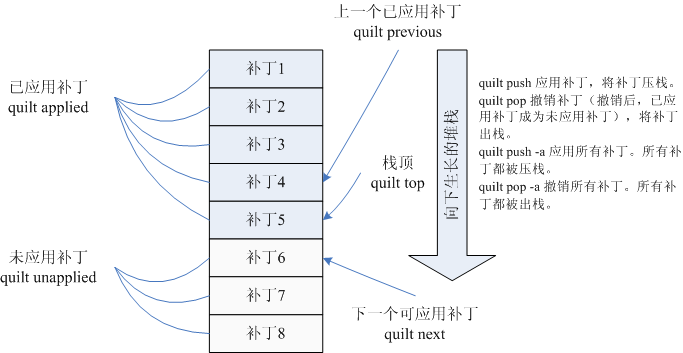 上一个已应用补丁
quilt previous
已应用补丁
quilt applied
补丁1
补丁2
补丁3
补丁4
补丁5
补丁6
补丁7
补丁8
栈顶
quilt top
未应用补丁
quilt unapplied
下一个可应用补丁
quilt next
向下生长的堆栈
quilt push 应用补丁，将补丁压栈。
quilt pop 撤销补丁（撤销后，已应
用补丁成为未应用补丁），将补丁
出栈。
quilt push -a 应用所有补丁。所有补
丁都被压栈。
quilt pop -a 撤销所有补丁。所有补
丁都被出栈。